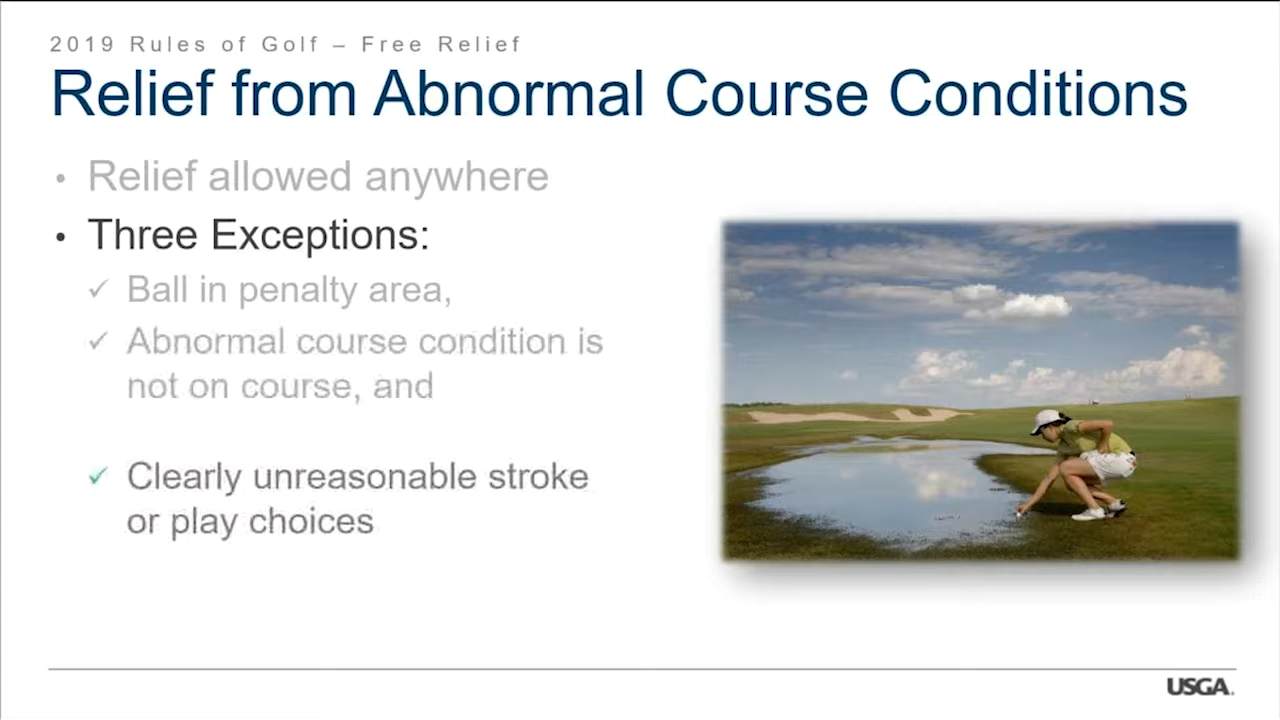 2019 Rules of Golf – Free Relief
Relief from Abnormal Course Conditions
• Relief allowed anywhere
• Three Exceptions:
✓ Ball in penalty area,
✓ Abnormal course condition is
not on course, and
✓ Clearly unreasonable stroke
or play choices
USGA.